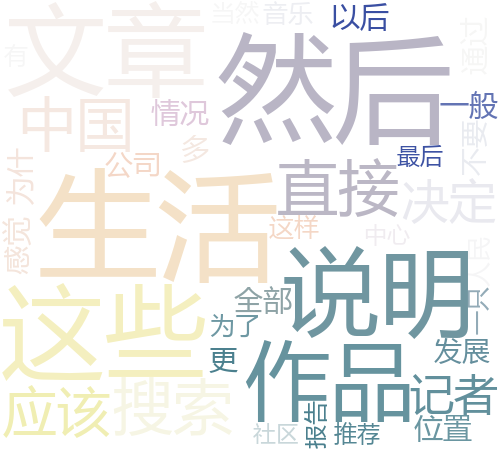 当然
音乐
以后
文章
然后
通过
有
中国
情况
一般
多
不要
为什
公司
最后
直接
决定
生活
感觉
这样
中心
人民
这些
全部
说明
一只
为了
更
作品
发展
应该
搜索
记者
报告
位置
社区
推荐